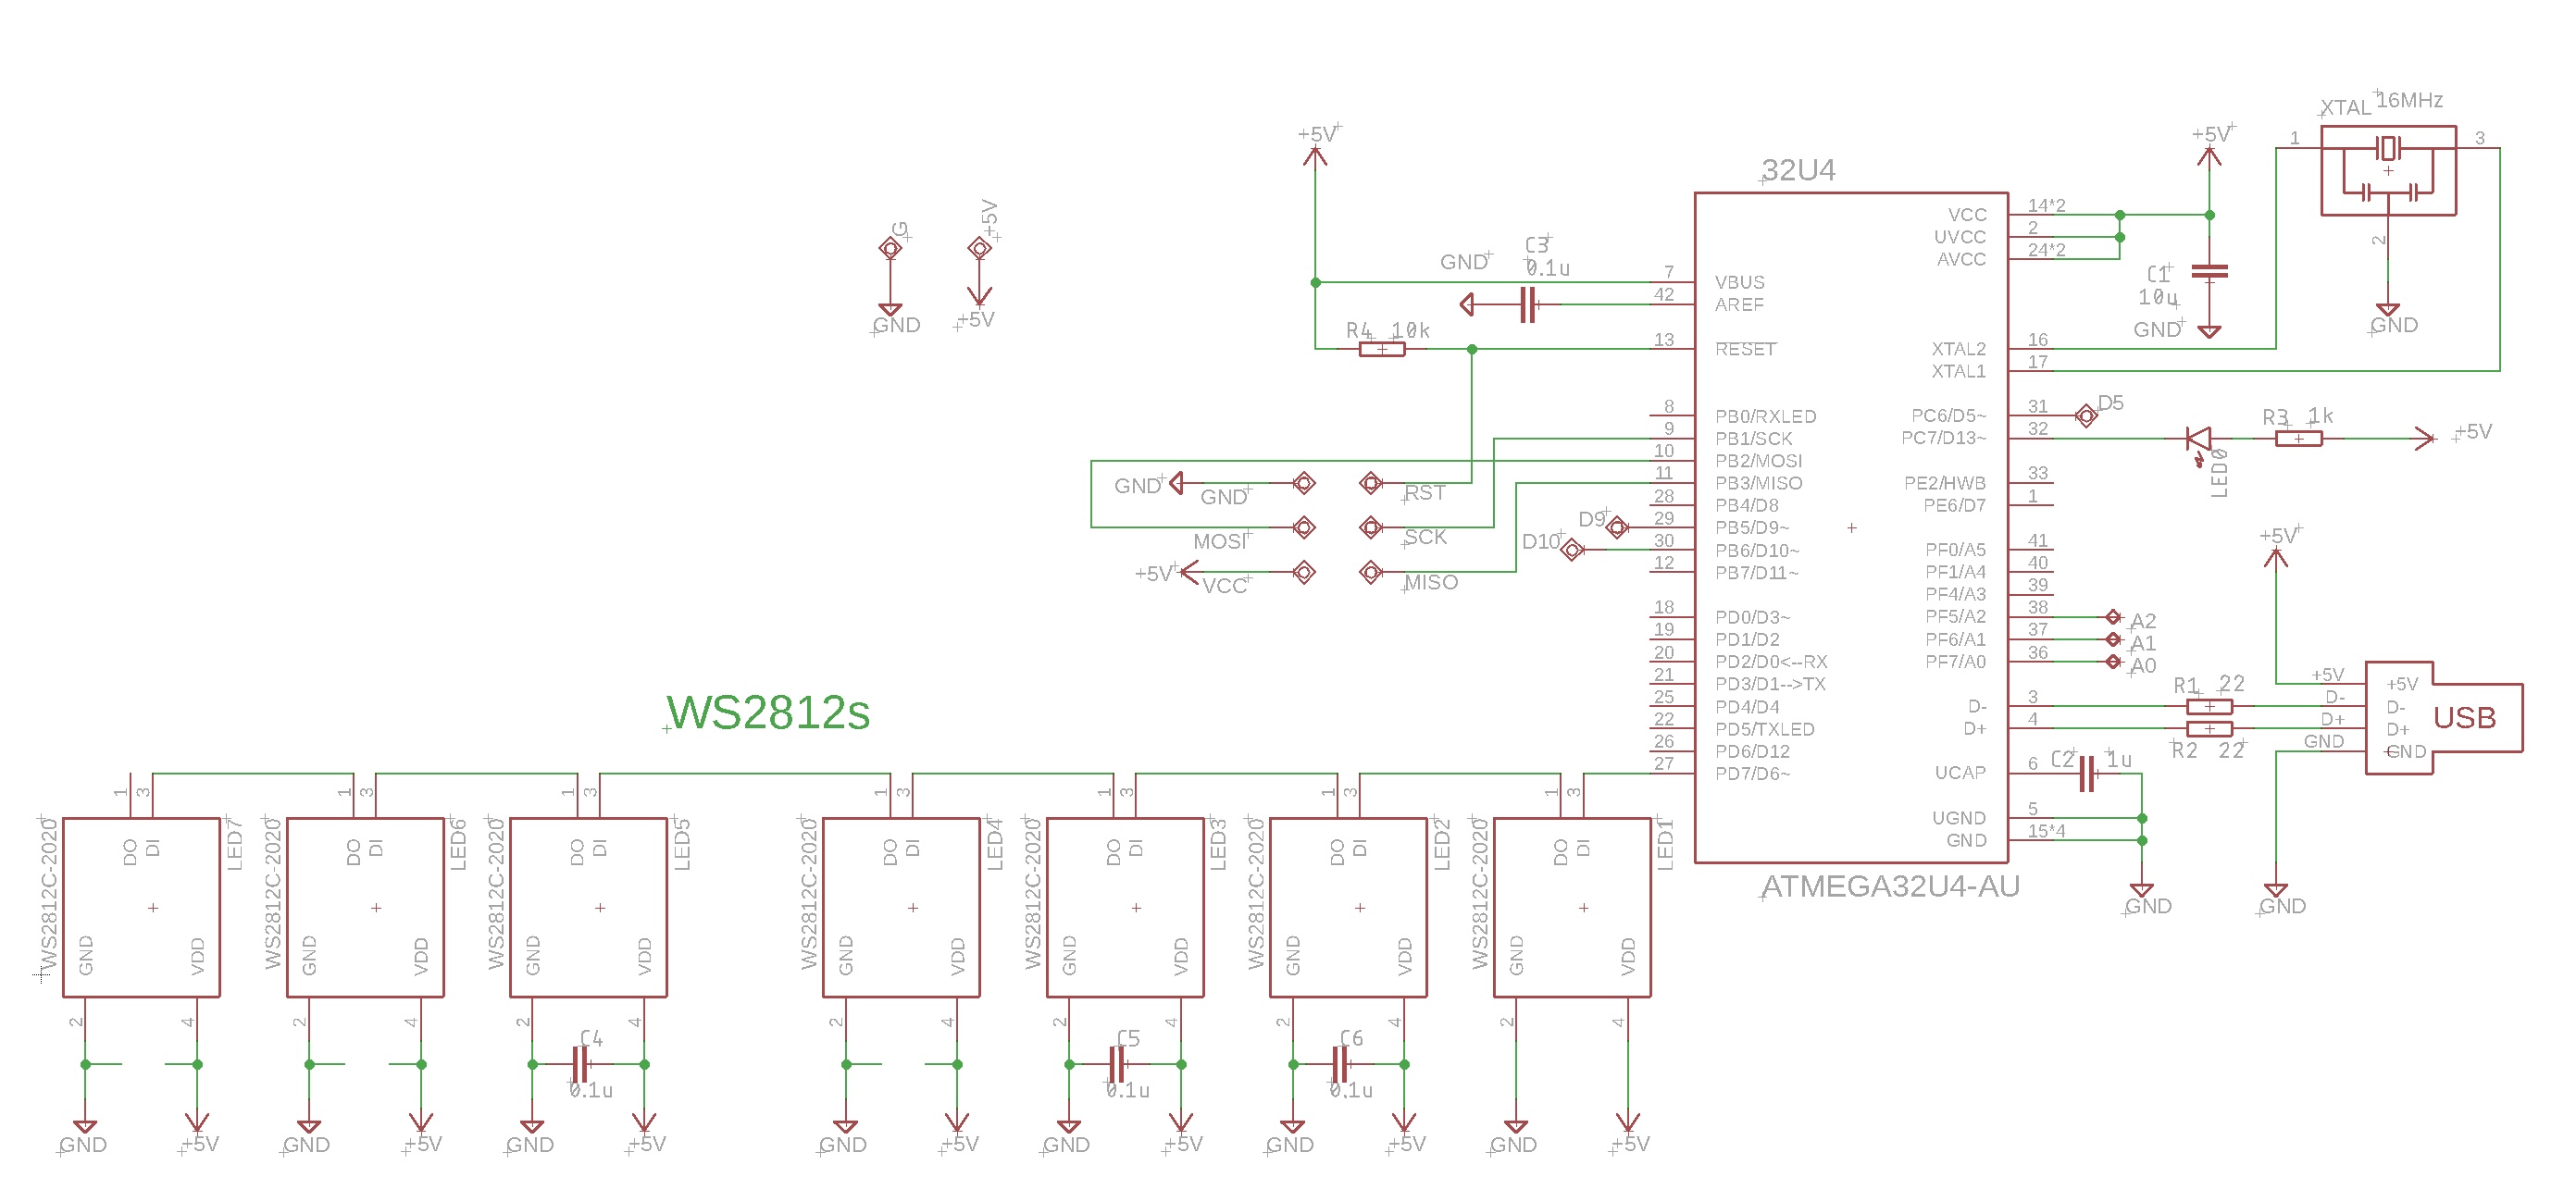 XTAL 16MHz
+5V
+5V
1
3
2
GND
32U4
G
+5V
GND
+5V
GND
C3
0.1u
7
42
VBUS
AREF
R4 10k
13
RESET
VCC
UVCC
AVCC
14*2
2
24*2
C1
10u
GND
XTAL2
XTAL1
16
17
8
9
10
11
28
29
30
12
PB0/RXLED
PB1/SCK
PB2/MOSI
PB3/MISO
PB4/D8
PB5/D9~
PB6/D10~
PB7/D11~
PC6/D5~
PC7/D13~
31
32
D5
R3 1k
+5V
LED0
PE2/HWB
PE6/D7
33
1
GND
GND
RST
MOSI
SCK
+5V
VCC
MISO
D9
D10
PF0/A5
PF1/A4
PF4/A3
PF5/A2
PF6/A1
PF7/A0
41
40
39
38
37
36
A2
A1
A0
18
19
20
21
25
22
26
27
PD0/D3~
PD1/D2
PD2/D0<--RX
PD3/D1-->TX
PD4/D4
PD5/TXLED
PD6/D12
PD7/D6~
D-
D+
3
4
R1 22
R2 22
+5V
+5V
D-
D+
GND
+5V
D-
D+
GND
USB
UCAP
6
C2 1u
UGND
GND
5
15*4
GND
GND
ATMEGA32U4-AU
WS2812s
1
3
WS2812C-2020
DO
DI
LED7
GND
VDD
2
4
GND
+5V
1
3
WS2812C-2020
DO
DI
LED6
GND
VDD
2
4
GND
+5V
1
3
WS2812C-2020
DO
DI
LED5
GND
VDD
2
4
C4
0.1u
GND
+5V
1
3
WS2812C-2020
DO
DI
LED4
GND
VDD
2
4
GND
+5V
1
3
WS2812C-2020
DO
DI
LED3
GND
VDD
2
4
C5
0.1u
GND
+5V
1
3
WS2812C-2020
DO
DI
LED2
GND
VDD
2
4
C6
0.1u
GND
+5V
1
3
WS2812C-2020
DO
DI
LED1
GND
VDD
2
4
GND
+5V